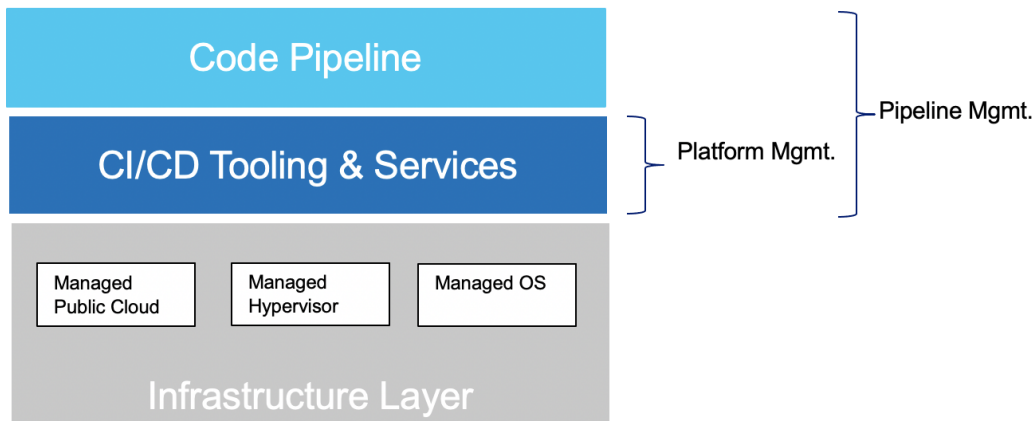 Code Pipeline
Pipeline Mgmt.
CI/CD Tooling & Services
Platform Mgmt.
Managed
Public Cloud
Managed
Hypervisor
Managed OS
Infrastructure Layer